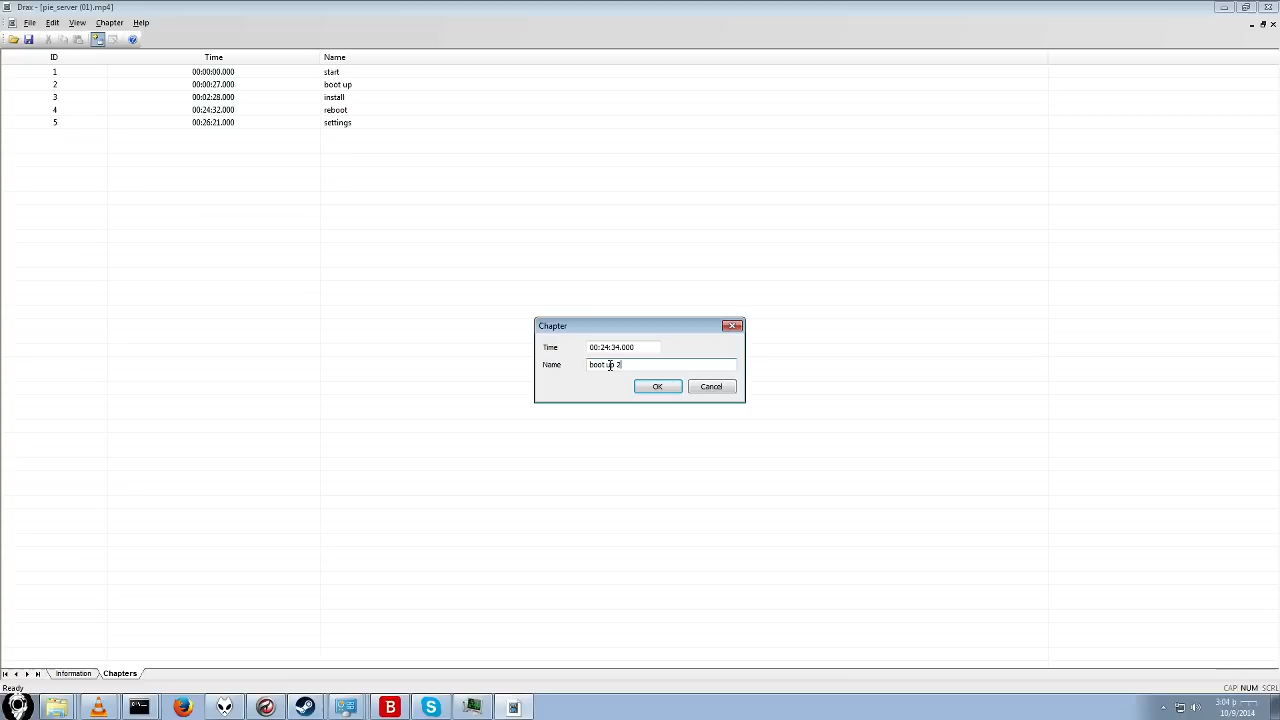 Drax - [pie_server (01).mp4]
File Edit View Chapter Help
ID Time Name
1 00:00:00.000 start
2 00:00:27.000 boot up
3 00:02:28.000 install
4 00:24:32.000 reboot
5 00:26:21.000 settings
Chapter
Time 00:24:34.000
Name boot up 2
OK Cancel
Information Chapters
Ready CAP NUM SCRL
B S
3:04 μ
10/9/2014